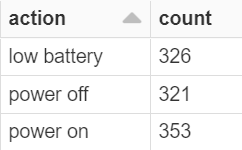 action count
low battery 326
power off 321
power on 353